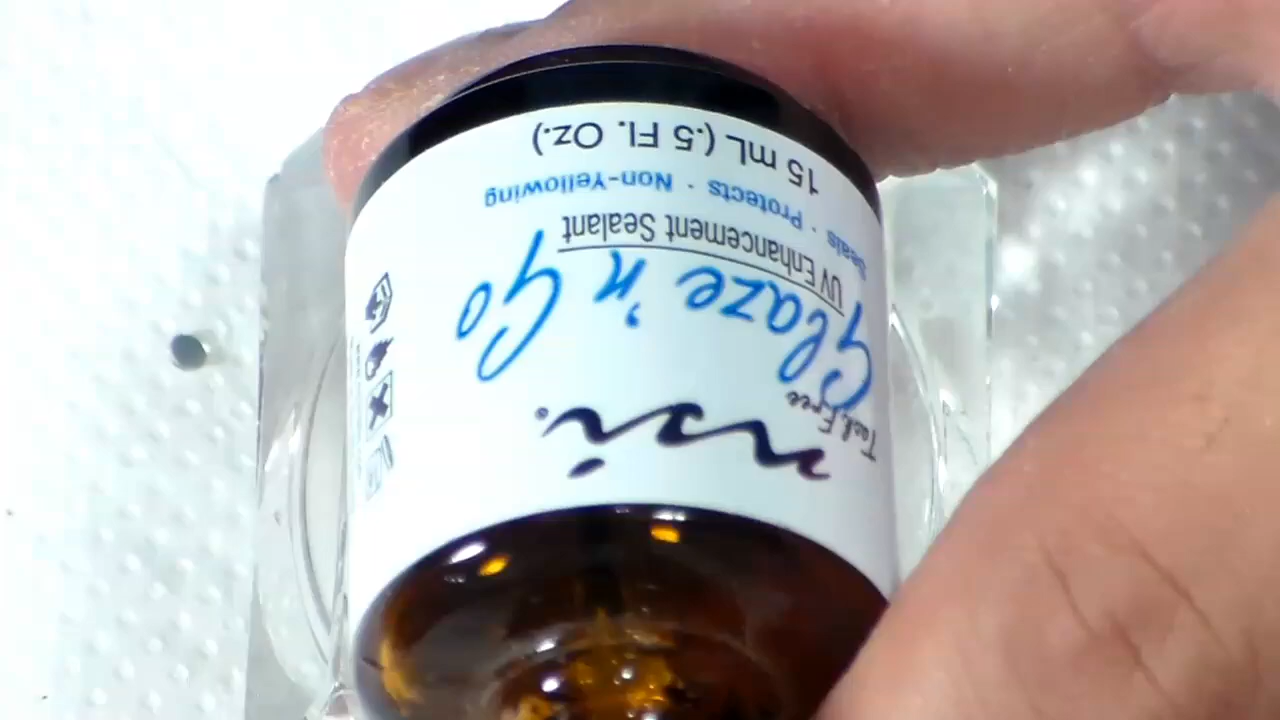 nsi.
Tack Free
Glaze 'n Go
UV Enhancement Sealant
Seals · Protects · Non-Yellowing
15 mL (.5 Fl. Oz.)